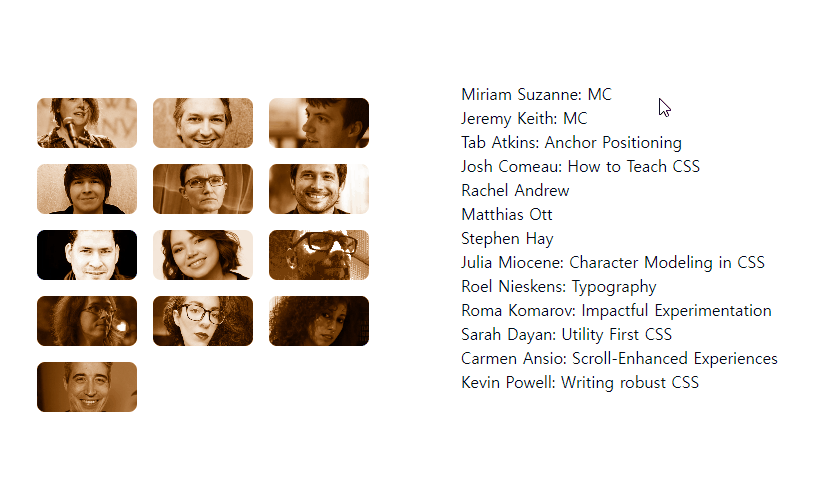 Miriam Suzanne: MC
Jeremy Keith: MC
Tab Atkins: Anchor Positioning
Josh Comeau: How to Teach CSS
Rachel Andrew
Matthias Ott
Stephen Hay
Julia Miocene: Character Modeling in CSS
Roel Nieskens: Typography
Roma Komarov: Impactful Experimentation
Sarah Dayan: Utility First CSS
Carmen Ansio: Scroll-Enhanced Experiences
Kevin Powell: Writing robust CSS